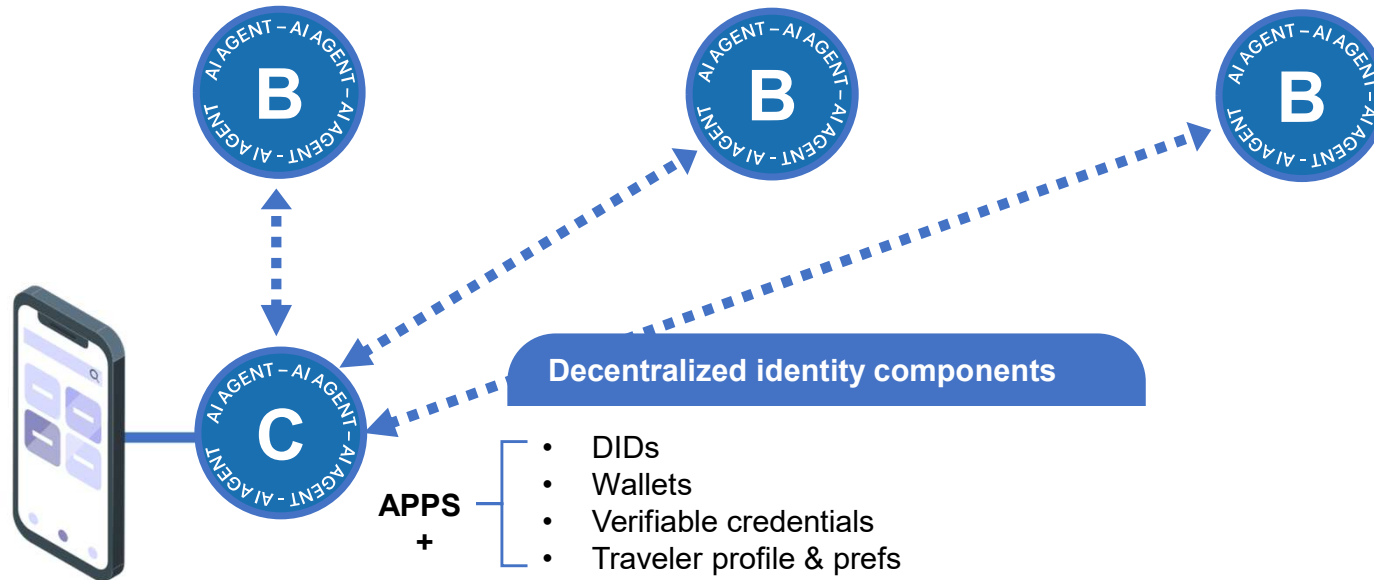 AI AGENT – AI AGENT – AI AGENT - AI AGENT
B
AI AGENT – AI AGENT – AI AGENT - AI AGENT
B
AI AGENT – AI AGENT – AI AGENT - AI AGENT
B
AI AGENT – AI AGENT – AI AGENT - AI AGENT
C
Decentralized identity components
APPS
+
• DIDs
• Wallets
• Verifiable credentials
• Traveler profile & prefs